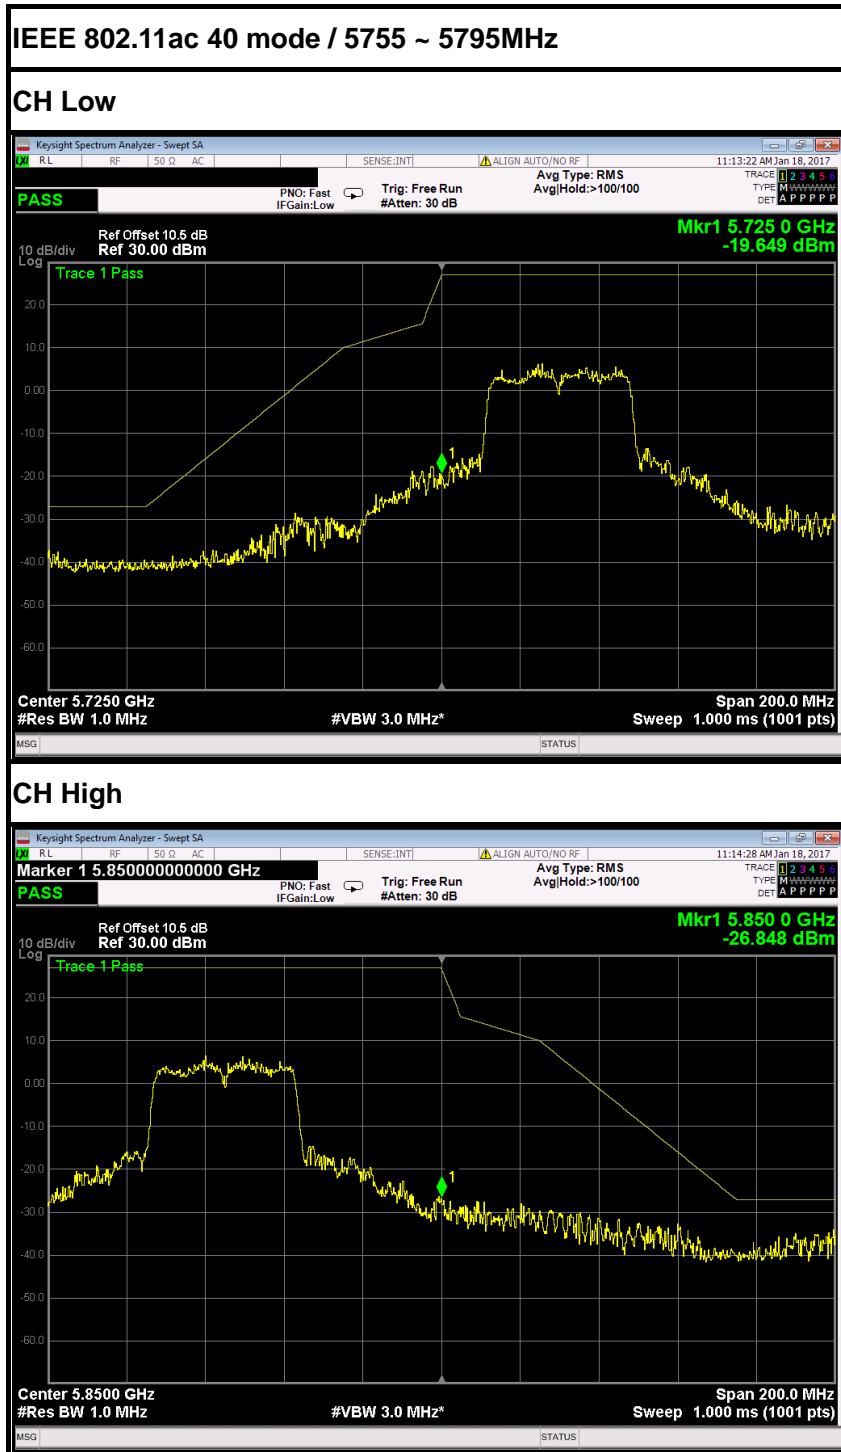 IEEE 802.11ac 40 mode / 5755 ~ 5795MHz
CH Low
Keysight Spectrum Analyzer - Swept SA
LXI RL RF 50 Ω AC SENSE:INT ALIGN AUTO/NO RF 11:13:22 AM Jan 18, 2017
Avg Type: RMS TRACE 1 2 3 4 5 6
PASS PNO: Fast Trig: Free Run Avg|Hold:>100/100 TYPE M W W W W W
IFGain:Low #Atten: 30 dB DET A P P P P P
Mkr1 5.725 0 GHz
Ref Offset 10.5 dB
10 dB/div Ref 30.00 dBm -19.649 dBm
Log
Trace 1 Pass
20.0
10.0
0.00
-10.0
1
-20.0
-30.0
-40.0
-50.0
-60.0
Center 5.7250 GHz Span 200.0 MHz
#Res BW 1.0 MHz #VBW 3.0 MHz* Sweep 1.000 ms (1001 pts)
MSG STATUS
CH High
Keysight Spectrum Analyzer - Swept SA
LXI RL RF 50 Ω AC SENSE:INT ALIGN AUTO/NO RF 11:14:28 AM Jan 18, 2017
Marker 1 5.850000000000 GHz Avg Type: RMS TRACE 1 2 3 4 5 6
PASS PNO: Fast Trig: Free Run Avg|Hold:>100/100 TYPE M W W W W W
IFGain:Low #Atten: 30 dB DET A P P P P P
Mkr1 5.850 0 GHz
Ref Offset 10.5 dB
10 dB/div Ref 30.00 dBm -26.848 dBm
Log
Trace 1 Pass
20.0
10.0
0.00
-10.0
-20.0
1
-30.0
-40.0
-50.0
-60.0
Center 5.8500 GHz Span 200.0 MHz
#Res BW 1.0 MHz #VBW 3.0 MHz* Sweep 1.000 ms (1001 pts)
MSG STATUS